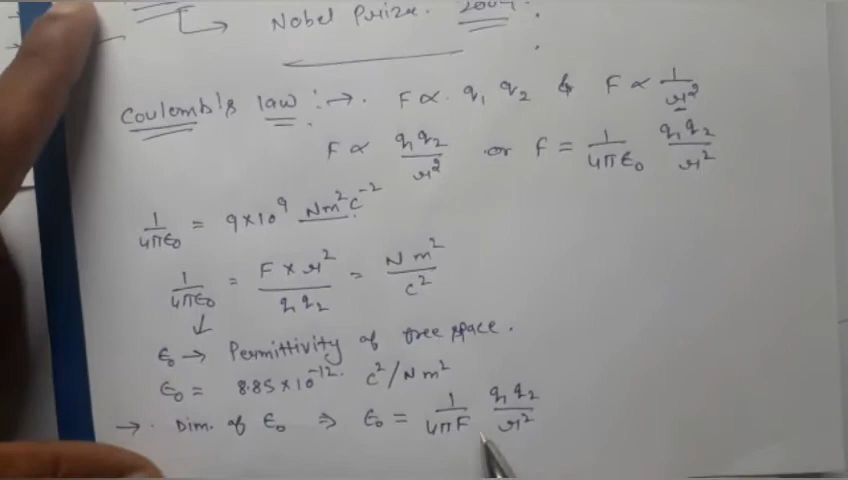 Nobel Prize. 2004.
Coulomb's law :→. F ∝ q₁ q₂ & F ∝ 1/r²
F ∝ q₁q₂/r² or F = 1/4πϵ₀ q₁q₂/r²
1/4πϵ₀ = 9×10⁹ Nm²C⁻²
1/4πϵ₀ = F × r²/q₁q₂ = Nm²/C²
ϵ₀ → Permittivity of free space.
ϵ₀ = 8.85×10⁻¹². C²/Nm²
→. Dim. of ϵ₀ ⇒ ϵ₀ = 1/4πF q₁q₂/r²